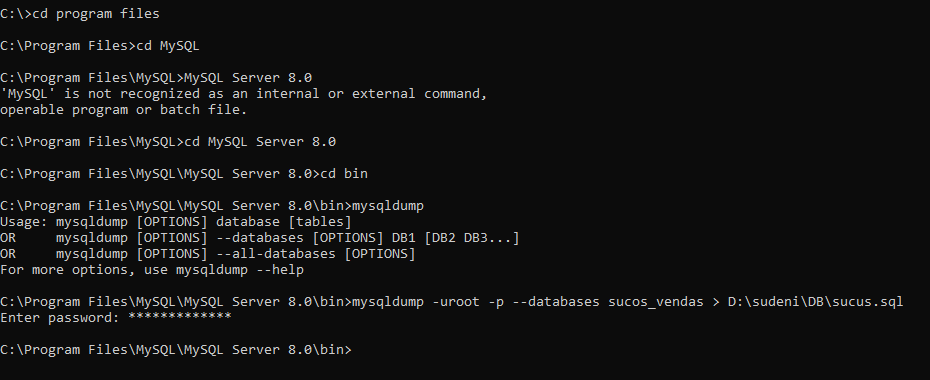 C:\>cd program files
C:\Program Files>cd MySQL
C:\Program Files\MySQL>MySQL Server 8.0
'MySQL' is not recognized as an internal or external command,
operable program or batch file.
C:\Program Files\MySQL>cd MySQL Server 8.0
C:\Program Files\MySQL\MySQL Server 8.0>cd bin
C:\Program Files\MySQL\MySQL Server 8.0\bin>mysqldump
Usage: mysqldump [OPTIONS] database [tables]
OR     mysqldump [OPTIONS] --databases [OPTIONS] DB1 [DB2 DB3...]
OR     mysqldump [OPTIONS] --all-databases [OPTIONS]
For more options, use mysqldump --help
C:\Program Files\MySQL\MySQL Server 8.0\bin>mysqldump -uroot -p --databases sucos_vendas > D:\sudeni\DB\sucus.sql
Enter password: *************
C:\Program Files\MySQL\MySQL Server 8.0\bin>